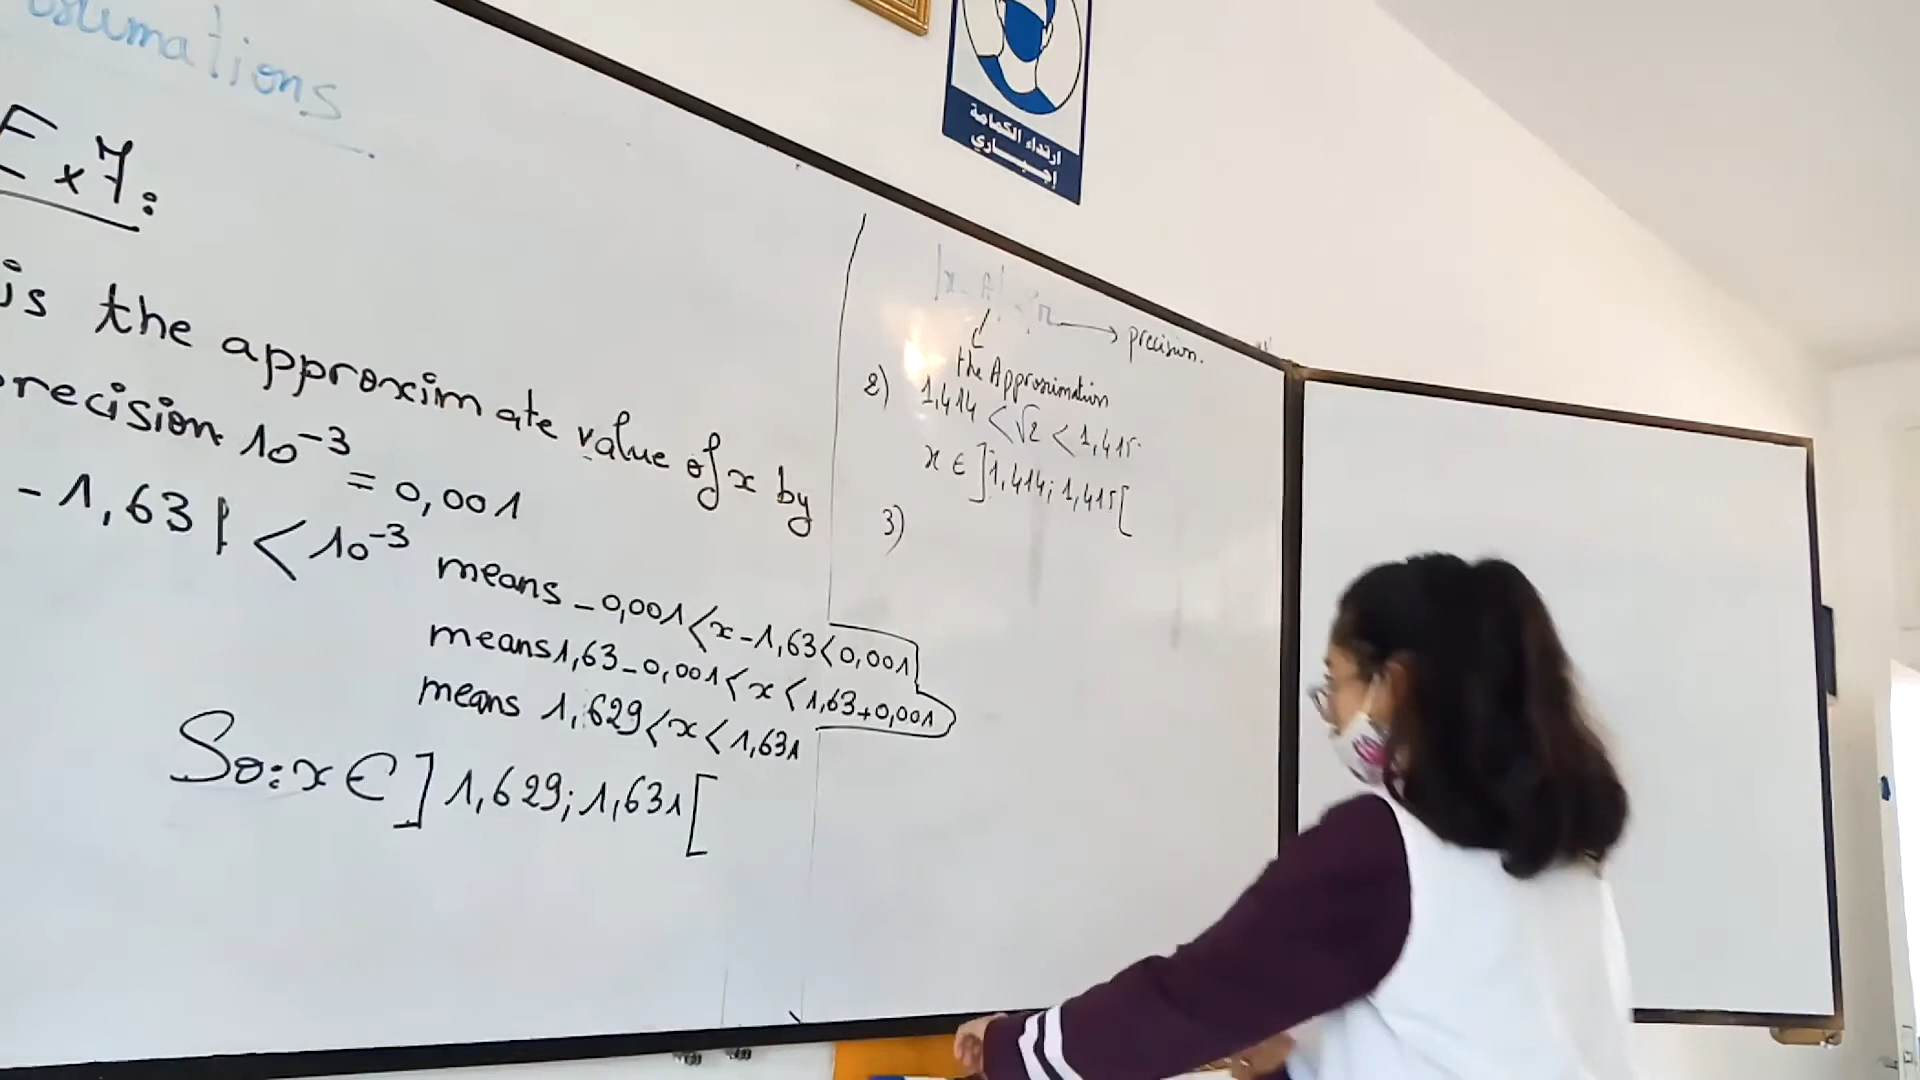 Ex7:
is the approximate value of x by
precision 10⁻³ = 0,001
- 1,63| < 10⁻³ means - 0,001 < x - 1,63 < 0,001
means 1,63 - 0,001 < x < 1,63 + 0,001
means 1,629 < x < 1,631
So: x ∈ ]1,629; 1,631[
|x - A| < r → precision.
the Approximation
2) 1,414 < √2 < 1,415
x ∈ ]1,414; 1,415[
3)
ارتداء الكمامة
إجبـــاري